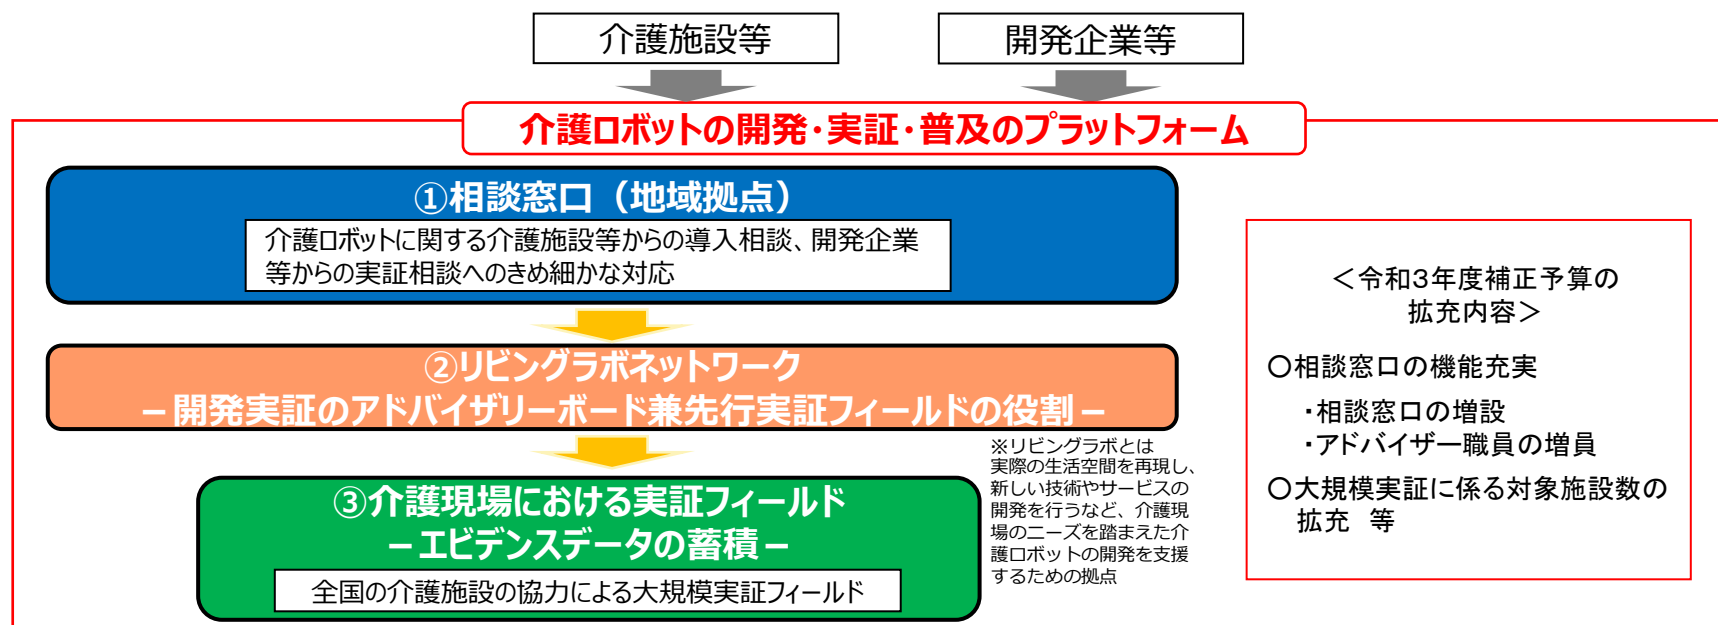 介護施設等
開発企業等
介護ロボットの開発・実証・普及のプラットフォーム
①相談窓口（地域拠点）
介護ロボットに関する介護施設等からの導入相談、開発企業
等からの実証相談へのきめ細かな対応
②リビングラボネットワーク
－開発実証のアドバイザリーボード兼先行実証フィールドの役割－
③介護現場における実証フィールド
－エビデンスデータの蓄積－
全国の介護施設の協力による大規模実証フィールド
※リビングラボとは
実際の生活空間を再現し、
新しい技術やサービスの
開発を行うなど、介護現
場のニーズを踏まえた介
護ロボットの開発を支援
するための拠点
＜令和３年度補正予算の
拡充内容＞
〇相談窓口の機能充実
・相談窓口の増設
・アドバイザー職員の増員
〇大規模実証に係る対象施設数の
拡充　等